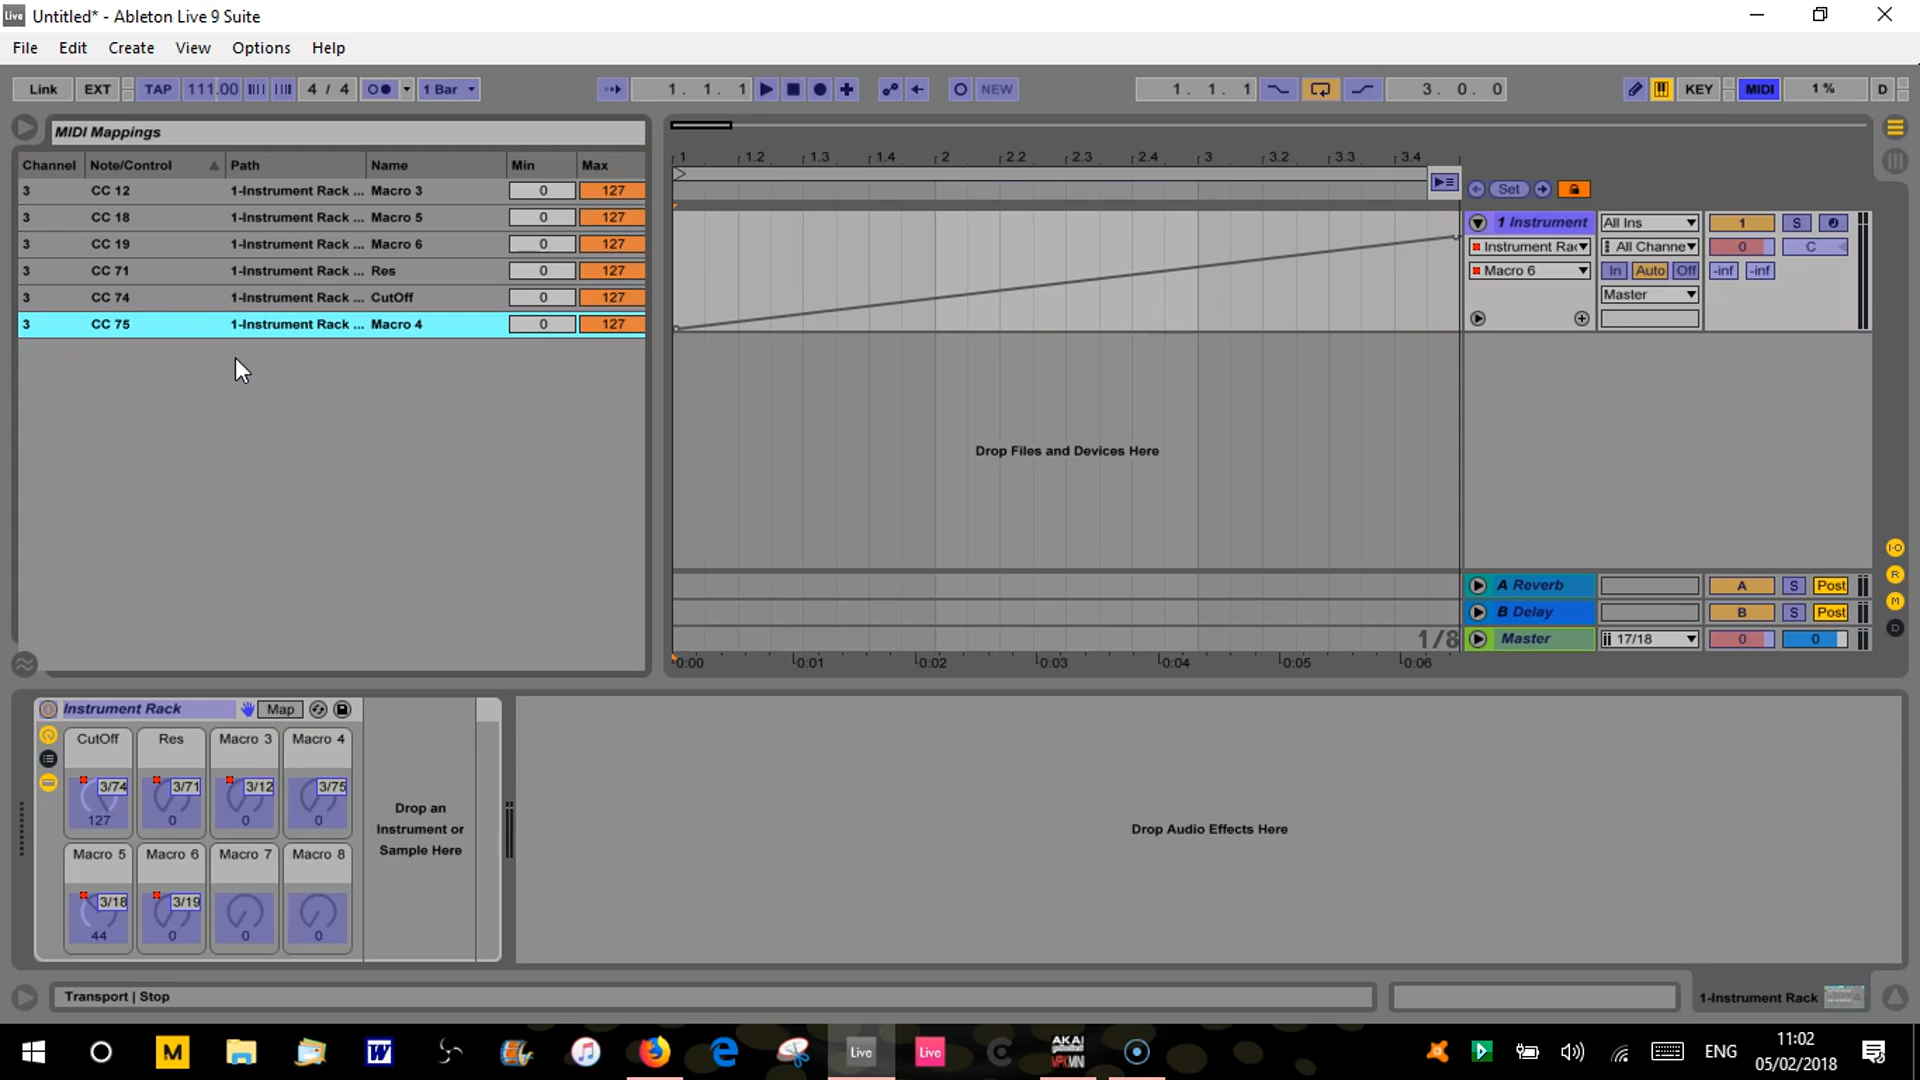 Live Untitled* - Ableton Live 9 Suite
File Edit Create View Options Help
Link EXT TAP 111.00 4 / 4 1 Bar 1. 1. 1 NEW 1. 1. 1 3. 0. 0 KEY MIDI 1 % D
MIDI Mappings
Channel Note/Control Path Name Min Max
3 CC 12 1-Instrument Rack ... Macro 3 0 127
3 CC 18 1-Instrument Rack ... Macro 5 0 127
3 CC 19 1-Instrument Rack ... Macro 6 0 127
3 CC 71 1-Instrument Rack ... Res 0 127
3 CC 74 1-Instrument Rack ... CutOff 0 127
3 CC 75 1-Instrument Rack ... Macro 4 0 127
1 1.2 1.3 1.4 2 2.2 2.3 2.4 3 3.2 3.3 3.4
Set
1 Instrument All Ins 1 S
Instrument Rac All Channe 0 C
Macro 6 In Auto Off -inf -inf
Master
Drop Files and Devices Here
A Reverb A S Post
B Delay B S Post
1/8 Master 17/18 0 0
0:00 0:01 0:02 0:03 0:04 0:05 0:06
I·O
R
M
D
Instrument Rack Map
CutOff Res Macro 3 Macro 4
3/74 3/71 3/12 3/75
127 0 0 0
Macro 5 Macro 6 Macro 7 Macro 8
3/18 3/19
44 0 0 0
Drop an
Instrument or
Sample Here
Drop Audio Effects Here
Transport | Stop
1-Instrument Rack
M W Live Live AKAI ENG
11:02
05/02/2018